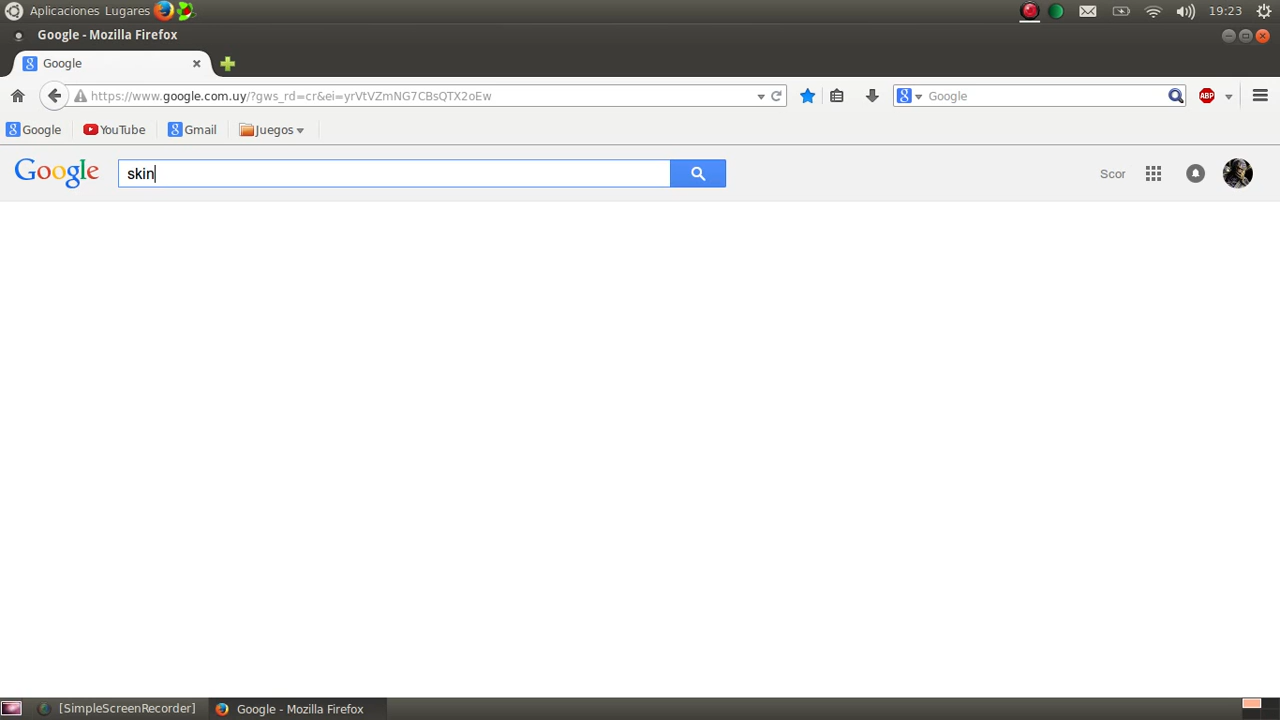 Aplicaciones Lugares 19:23
Google - Mozilla Firefox
Google
https://www.google.com.uy/?gws_rd=cr&ei=yrVtVZmNG7CBsQTX2oEw Google ABP
Google YouTube Gmail Juegos
Google skin Scor
[SimpleScreenRecorder] Google - Mozilla Firefox